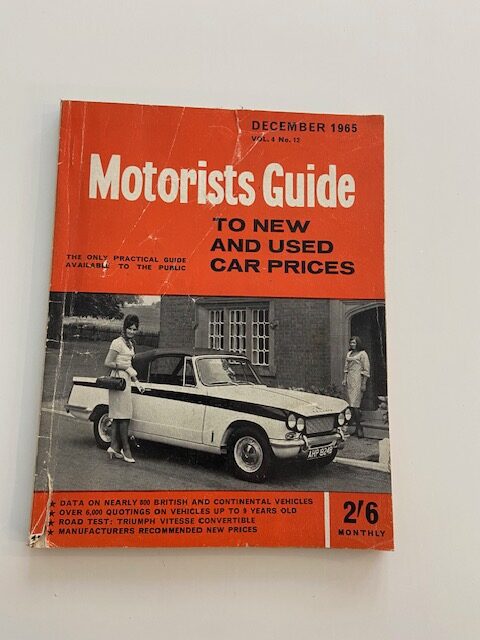 DECEMBER 1965
VOL. 4 No. 12
Motorists Guide
TO NEW
AND USED
CAR PRICES
THE ONLY PRACTICAL GUIDE
AVAILABLE TO THE PUBLIC
AHP 824B
★ DATA ON NEARLY 800 BRITISH AND CONTINENTAL VEHICLES
★ OVER 6,000 QUOTINGS ON VEHICLES UP TO 9 YEARS OLD
★ ROAD TEST: TRIUMPH VITESSE CONVERTIBLE
★ MANUFACTURERS RECOMMENDED NEW PRICES
2'6
MONTHLY